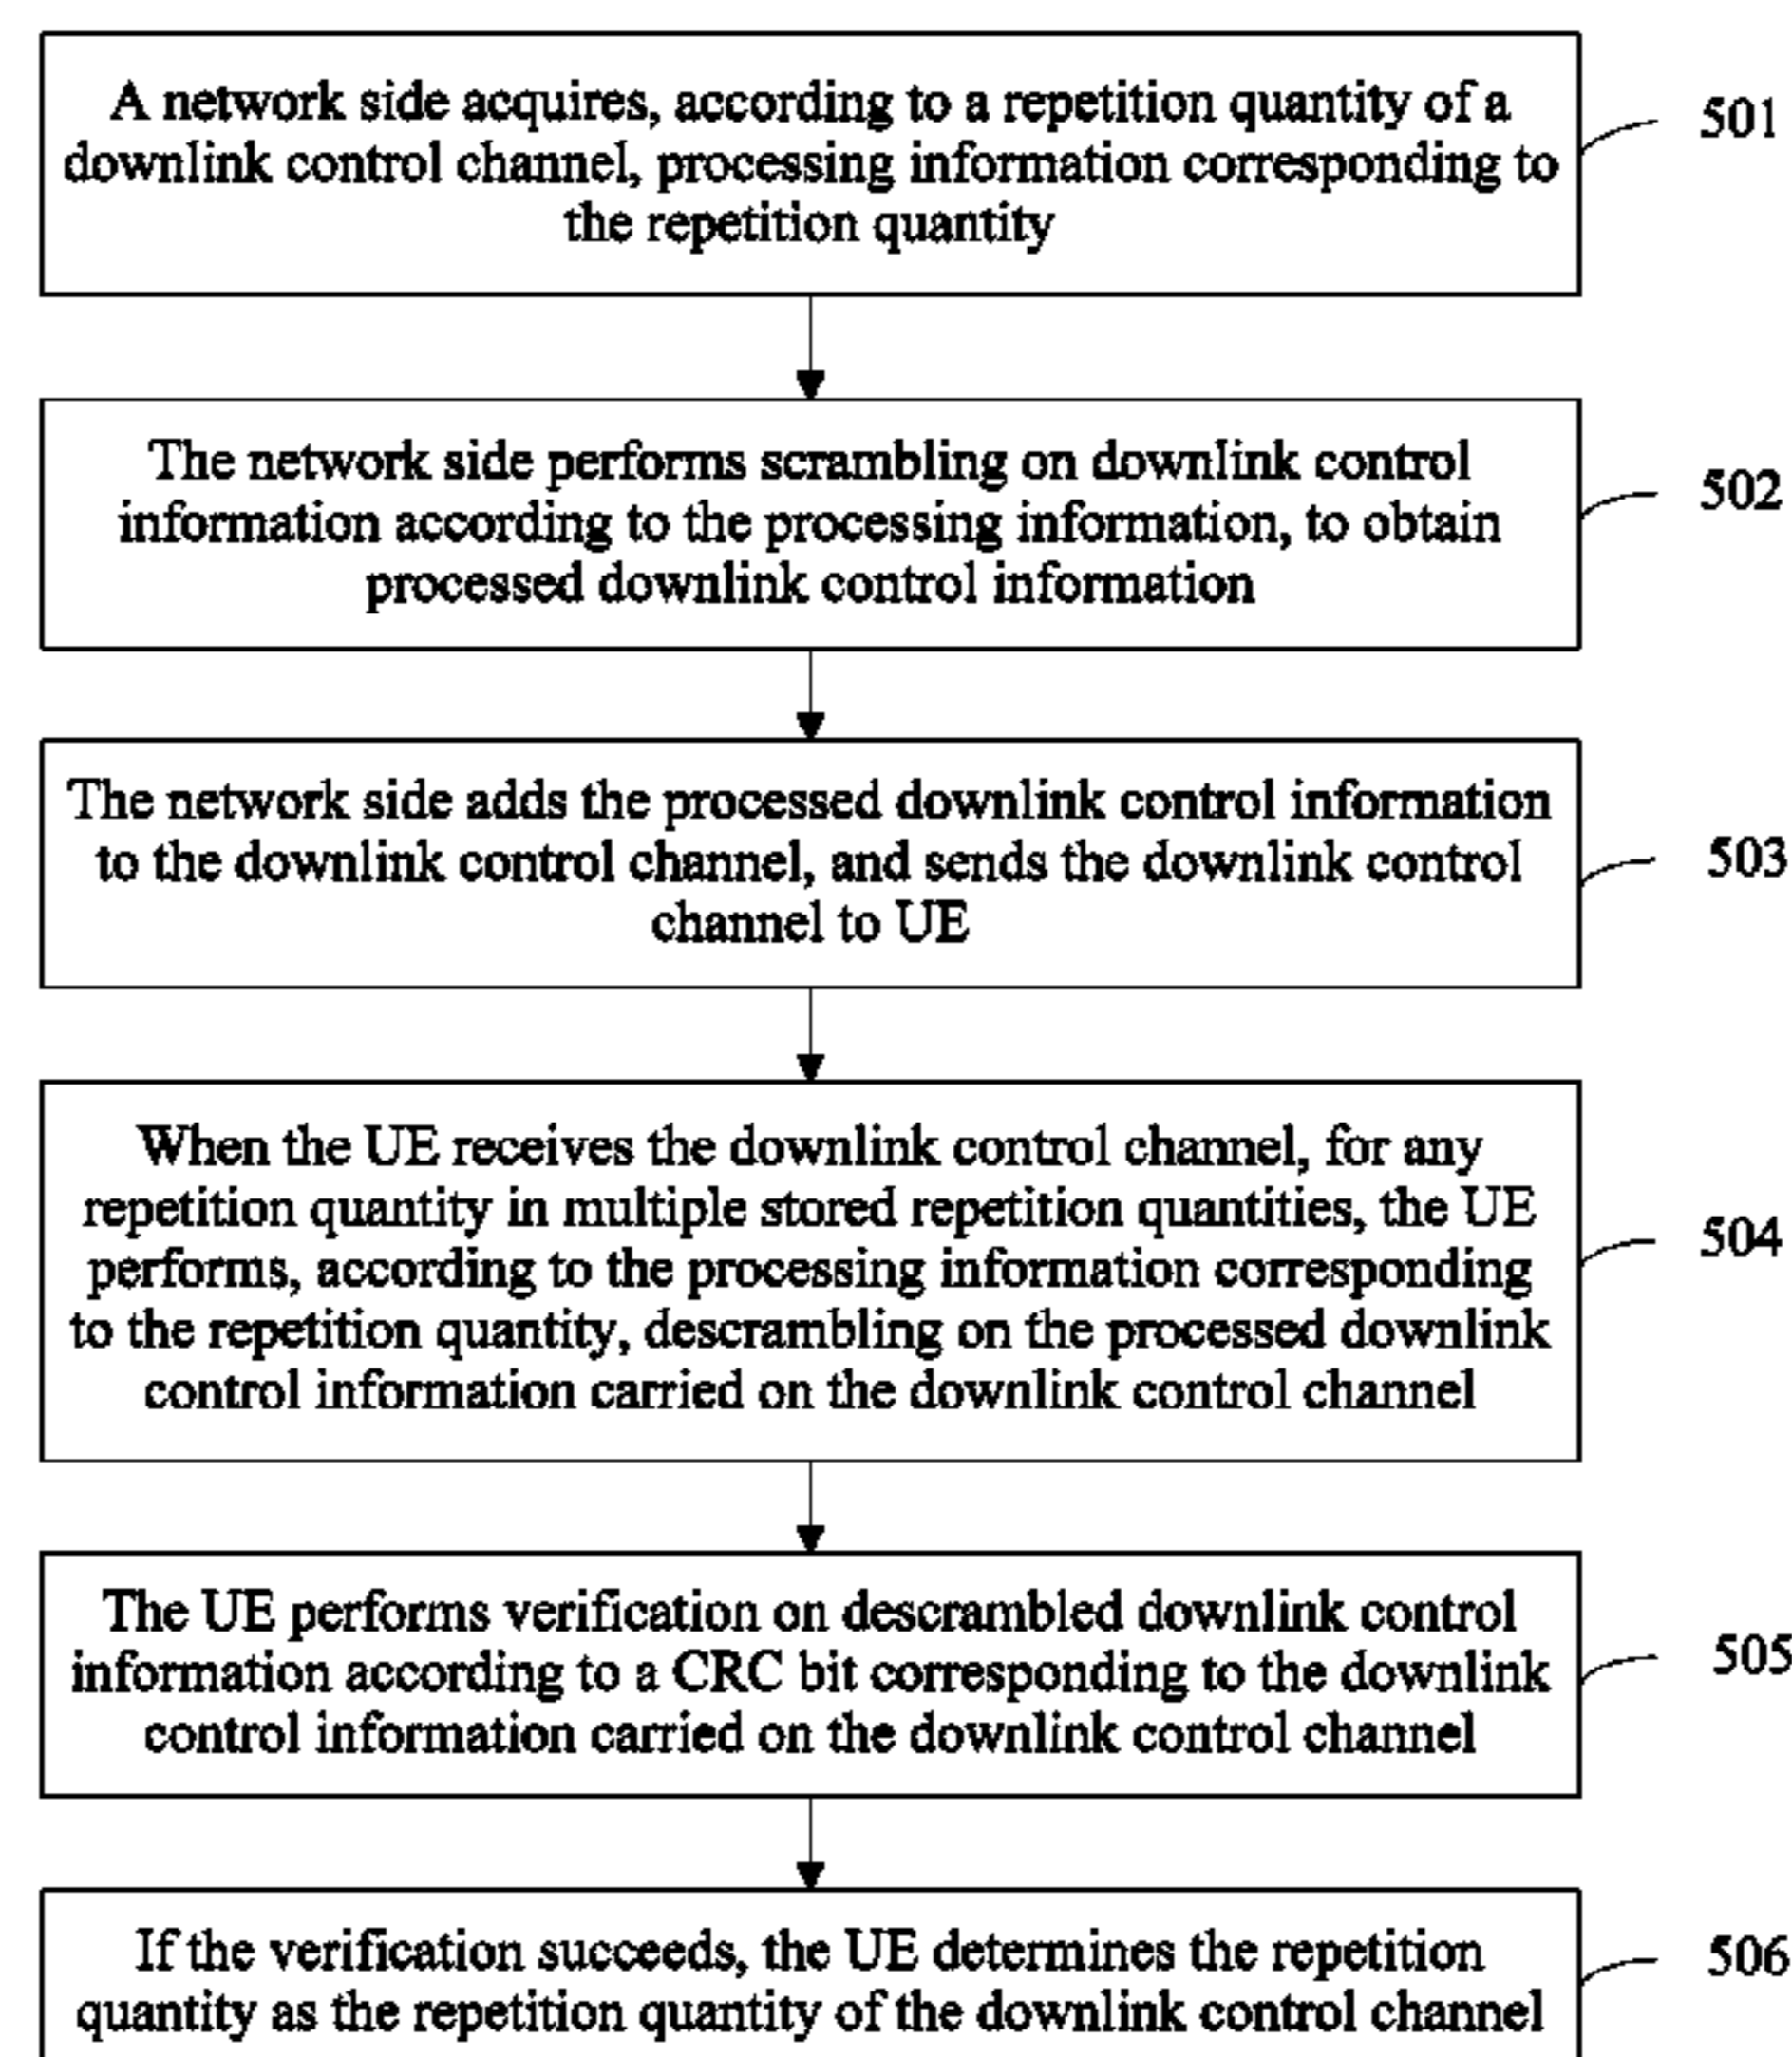 A network side acquires, according to a repetition quantity of a
downlink control channel, processing information corresponding to
the repetition quantity
501
The network side performs scrambling on downlink control
information according to the processing information, to obtain
processed downlink control information
502
The network side adds the processed downlink control information
to the downlink control channel, and sends the downlink control
channel to UE
503
When the UE receives the downlink control channel, for any
repetition quantity in multiple stored repetition quantities, the UE
performs, according to the processing information corresponding
to the repetition quantity, descrambling on the processed downlink
control information carried on the downlink control channel
504
The UE performs verification on descrambled downlink control
information according to a CRC bit corresponding to the downlink
control information carried on the downlink control channel
505
If the verification succeeds, the UE determines the repetition
quantity as the repetition quantity of the downlink control channel
506